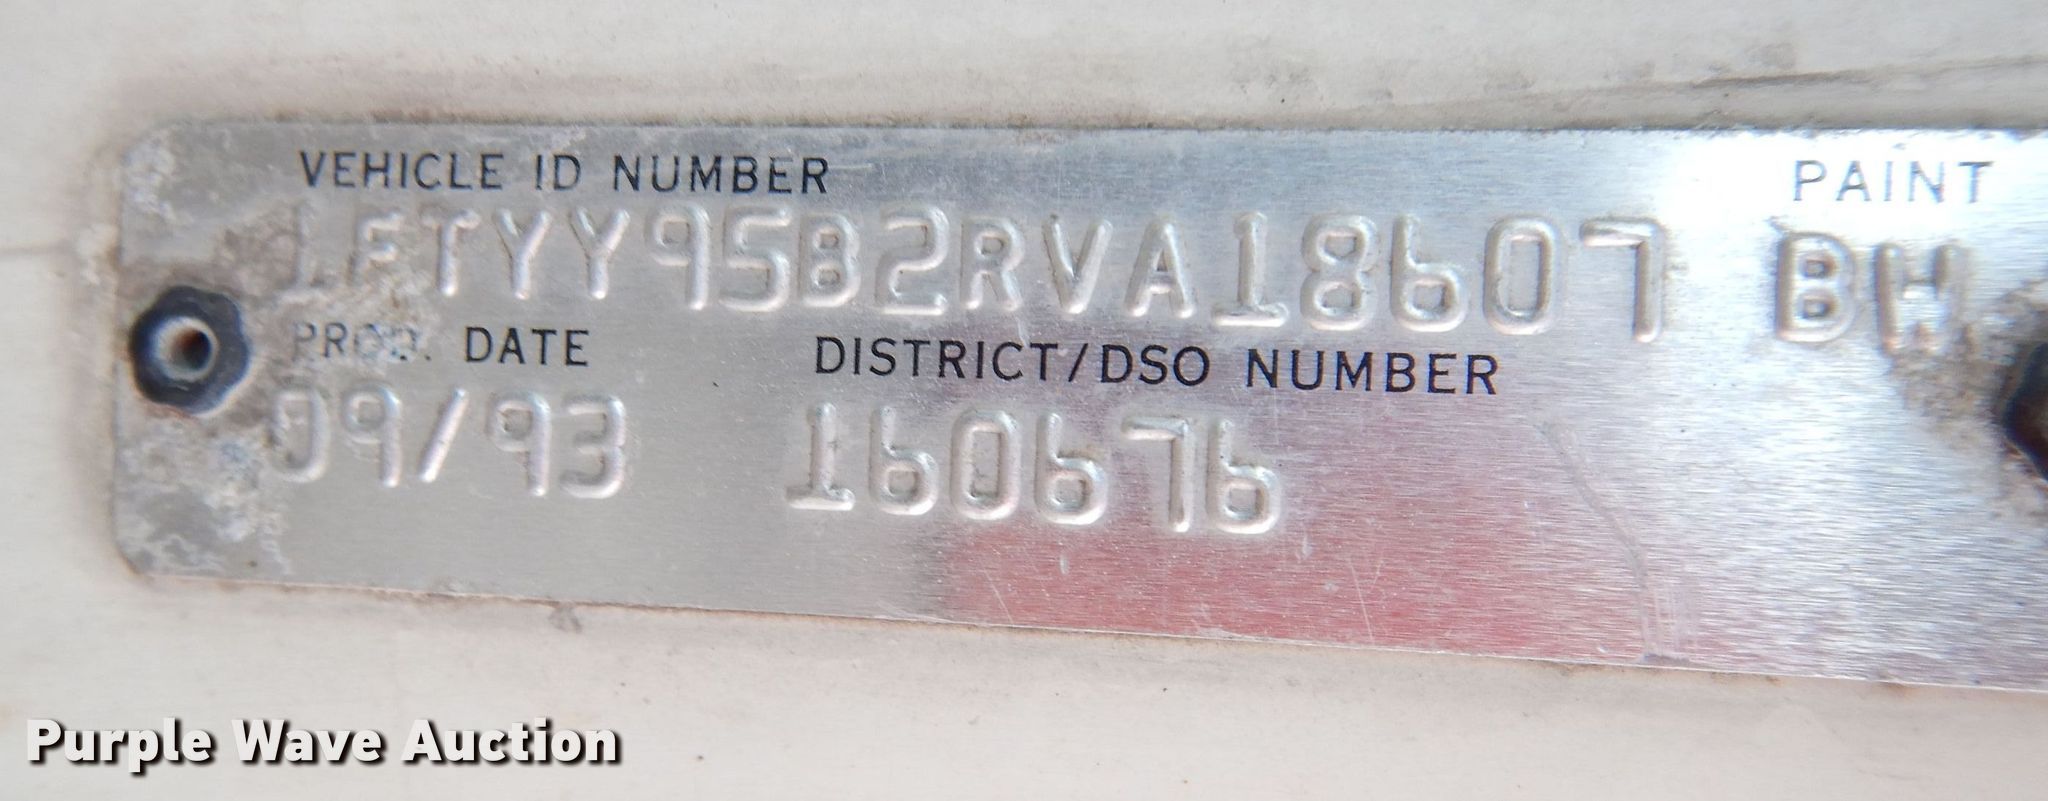 VEHICLE ID NUMBER PAINT
1FTYY95B2RVA18607 BW
PROD. DATE DISTRICT/DSO NUMBER
09/93 160676
Purple Wave Auction